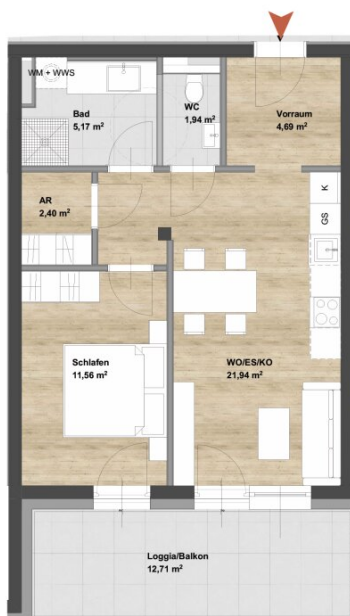 WM + WWS
Bad
5,17 m²
WC
1,94 m²
Vorraum
4,69 m²
AR
2,40 m²
K
GS
Schlafen
11,56 m²
WO/ES/KO
21,94 m²
Loggia/Balkon
12,71 m²